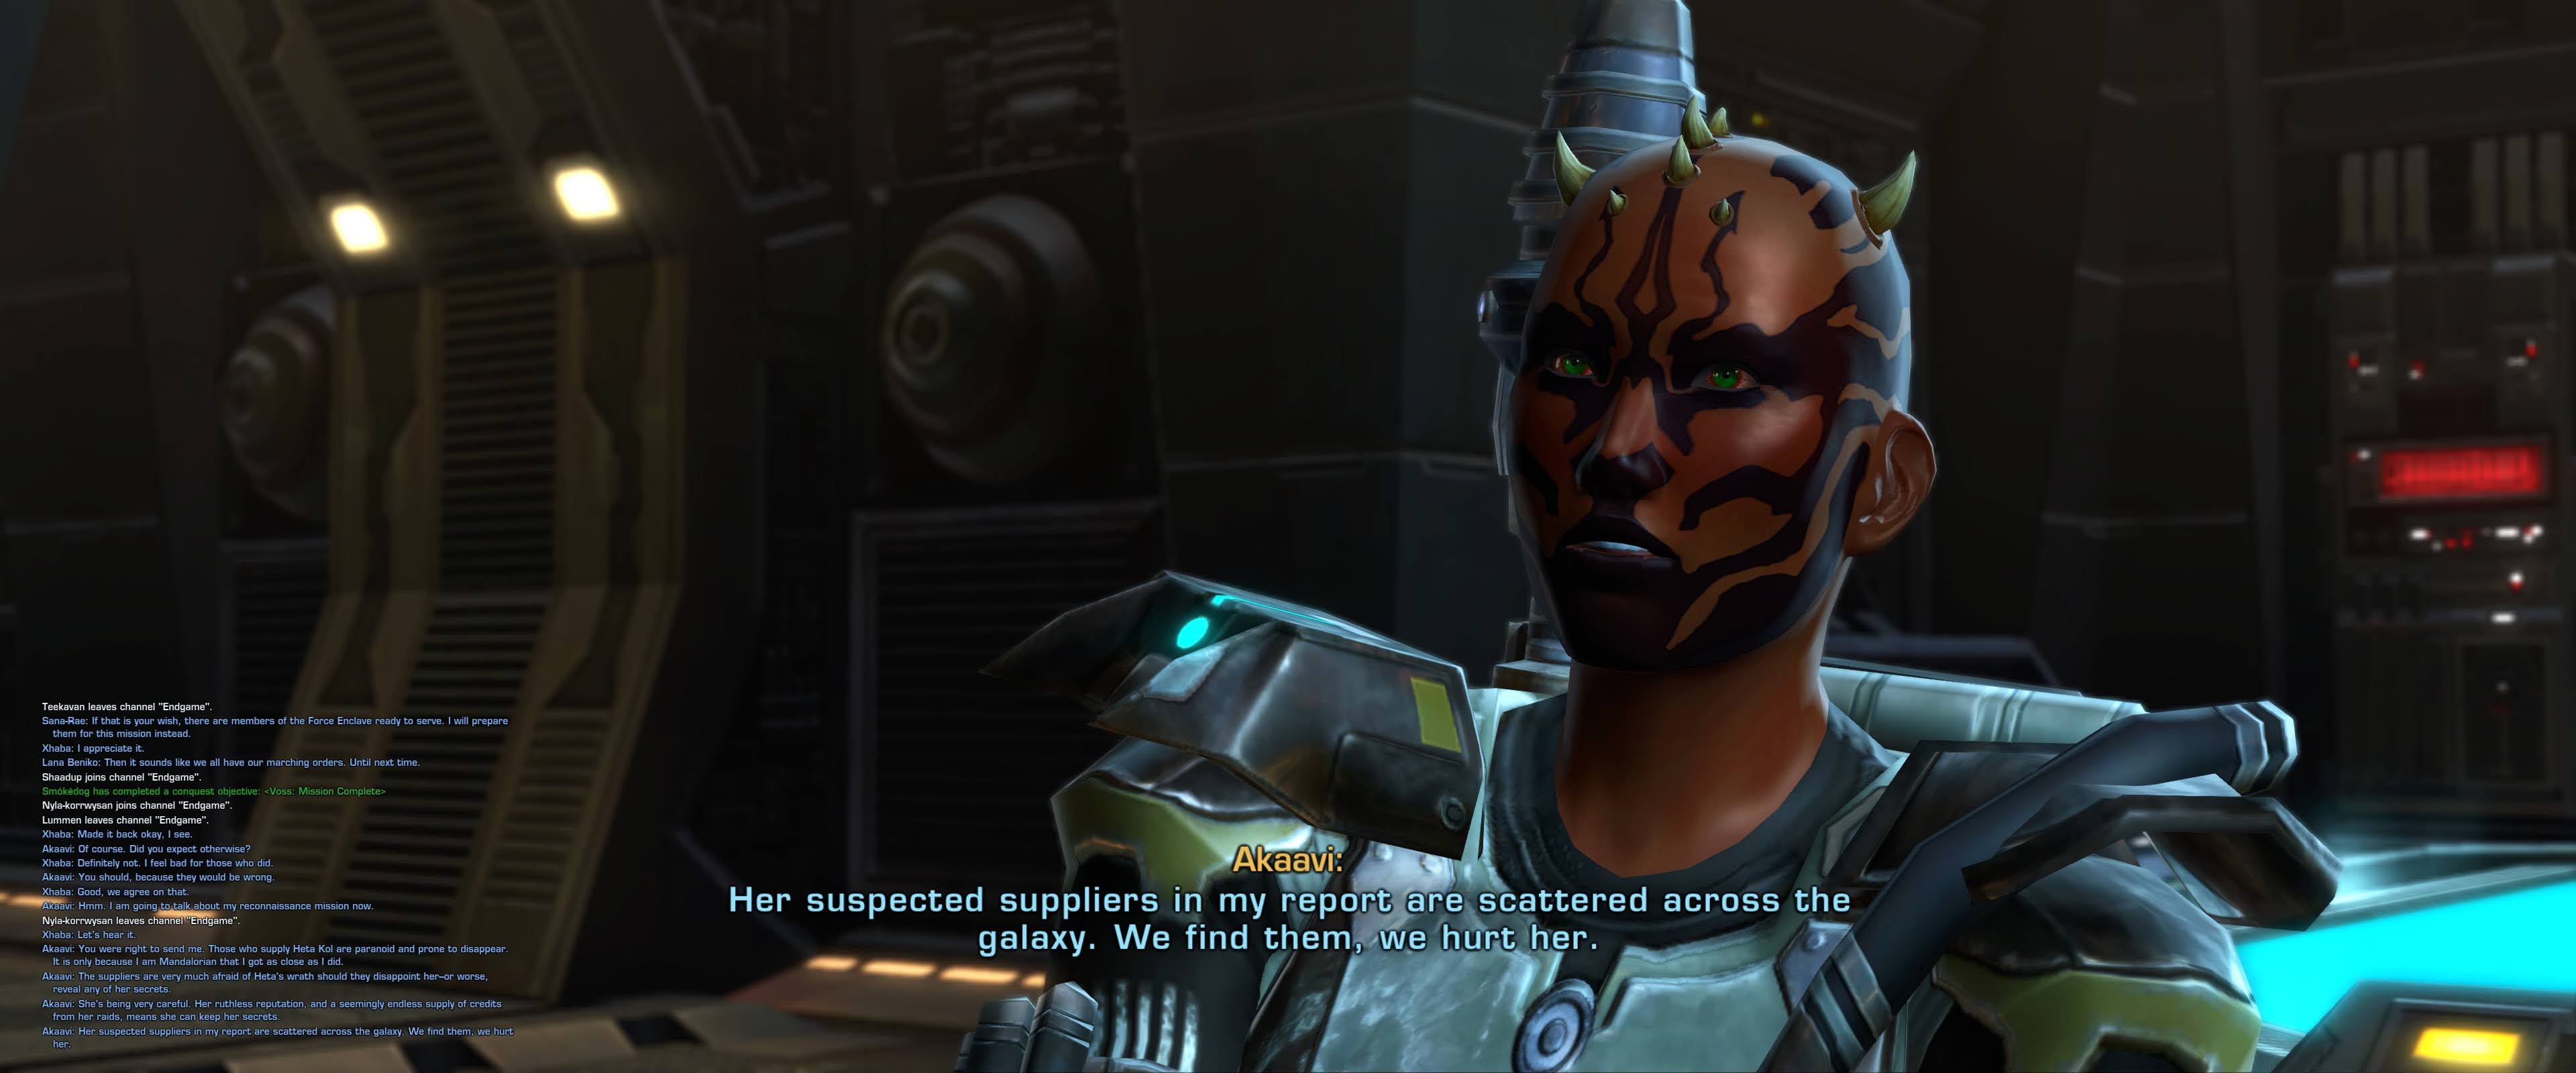 Teekavan leaves channel "Endgame".
Sana-Rae: If that is your wish, there are members of the Force Enclave ready to serve. I will prepare
them for this mission instead.
Xhaba: I appreciate it.
Lana Beniko: Then it sounds like we all have our marching orders. Until next time.
Shaadup joins channel "Endgame".
Smókédog has completed a conquest objective: <Voss: Mission Complete>
Nyla-korrwysan joins channel "Endgame".
Lummen leaves channel "Endgame".
Xhaba: Made it back okay, I see.
Akaavi: Of course. Did you expect otherwise?
Xhaba: Definitely not. I feel bad for those who did.
Akaavi: You should, because they would be wrong.
Xhaba: Good, we agree on that.
Akaavi: Hmm. I am going to talk about my reconnaissance mission now.
Nyla-korrwysan leaves channel "Endgame".
Xhaba: Let's hear it.
Akaavi: You were right to send me. Those who supply Heta Kol are paranoid and prone to disappear.
It is only because I am Mandalorian that I got as close as I did.
Akaavi: The suppliers are very much afraid of Heta's wrath should they disappoint her–or worse,
reveal any of her secrets.
Akaavi: She's being very careful. Her ruthless reputation, and a seemingly endless supply of credits
from her raids, means she can keep her secrets.
Akaavi: Her suspected suppliers in my report are scattered across the galaxy. We find them, we hurt
her.
Akaavi:
Her suspected suppliers in my report are scattered across the
galaxy. We find them, we hurt her.